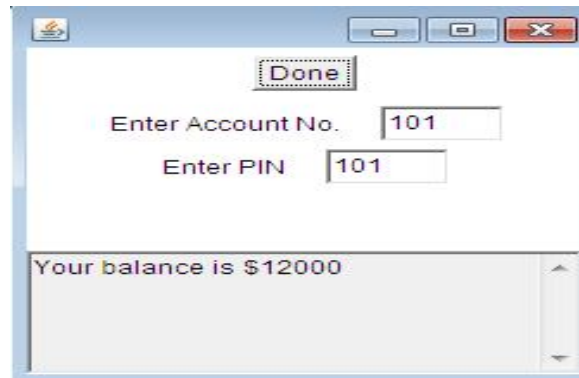 Done
Enter Account No. 101
Enter PIN 101
Your balance is $12000